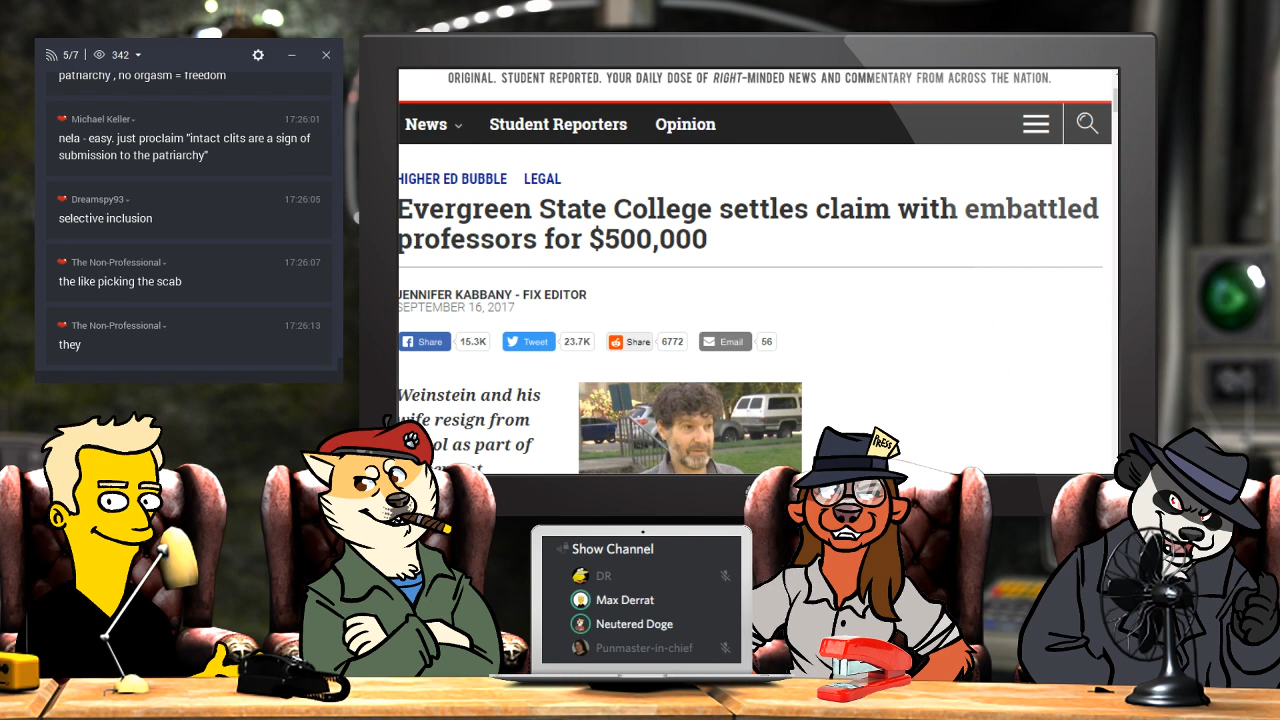 5/7 342
patriarchy , no orgasm = freedom
Michael Keller 17:26:01
nela - easy. just proclaim "intact clits are a sign of
submission to the patriarchy"
Dreamspy93 17:26:05
selective inclusion
The Non-Professional 17:26:07
the like picking the scab
The Non-Professional 17:26:13
they
ORIGINAL. STUDENT REPORTED. YOUR DAILY DOSE OF RIGHT-MINDED NEWS AND COMMENTARY FROM ACROSS THE NATION.
News Student Reporters Opinion
HIGHER ED BUBBLE LEGAL
Evergreen State College settles claim with embattled
professors for $500,000
JENNIFER KABBANY - FIX EDITOR
SEPTEMBER 16, 2017
Share 15.3K Tweet 23.7K Share 6772 Email 56
Weinstein and his
wife resign from
ol as part of
PRESS
Show Channel
DR
Max Derrat
Neutered Doge
Punmaster-in-chief